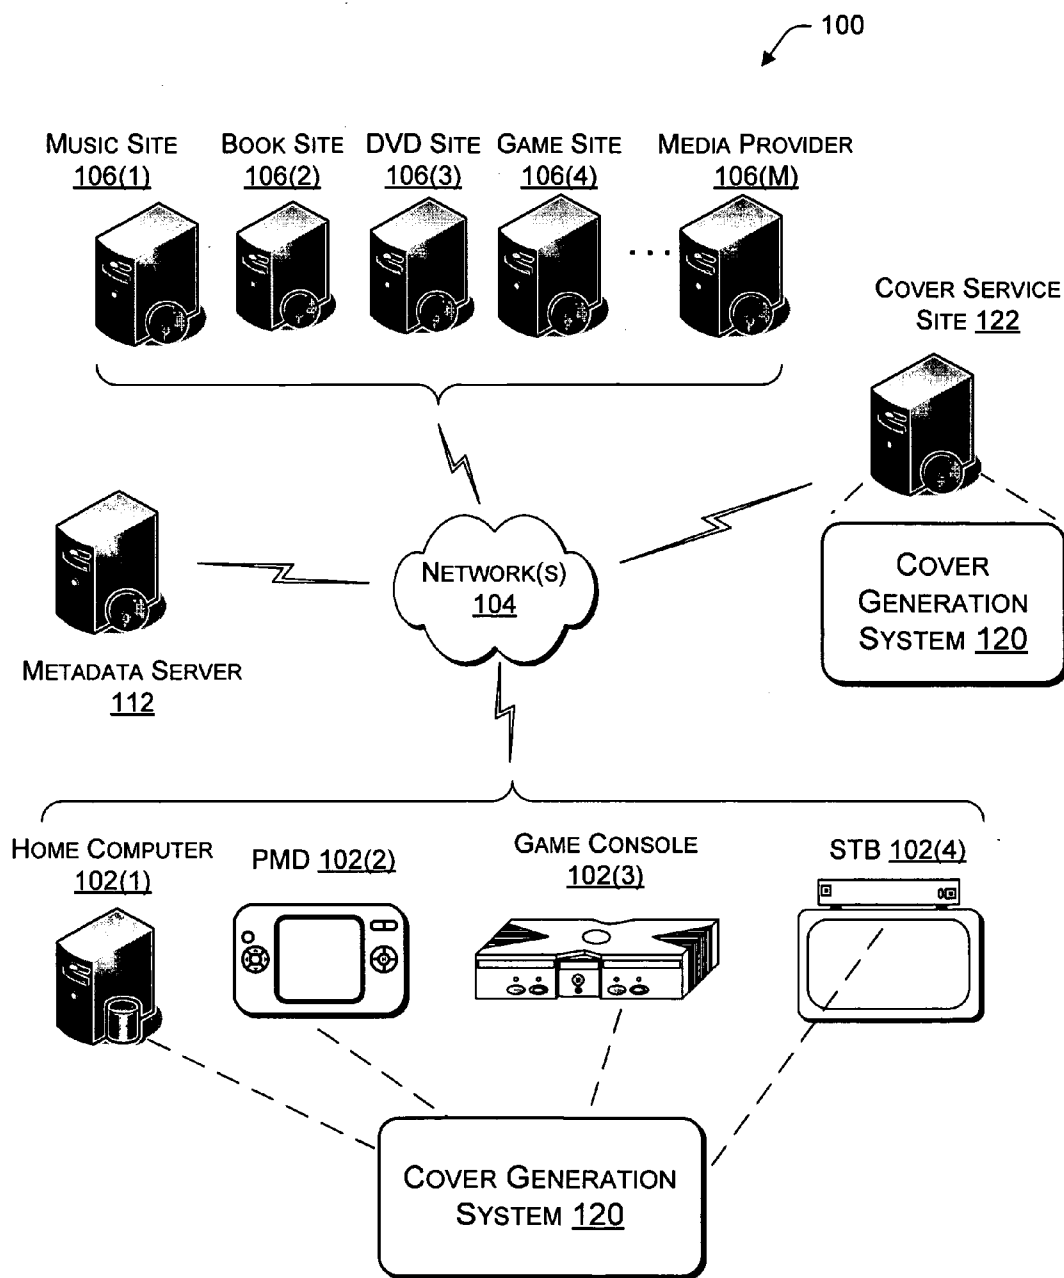 100
MUSIC SITE
106(1)
BOOK SITE
106(2)
DVD SITE
106(3)
GAME SITE
106(4)
...
MEDIA PROVIDER
106(M)
COVER SERVICE
SITE 122
COVER
GENERATION
SYSTEM 120
NETWORK(S)
104
METADATA SERVER
112
HOME COMPUTER
102(1)
PMD 102(2)
GAME CONSOLE
102(3)
STB 102(4)
COVER GENERATION
SYSTEM 120